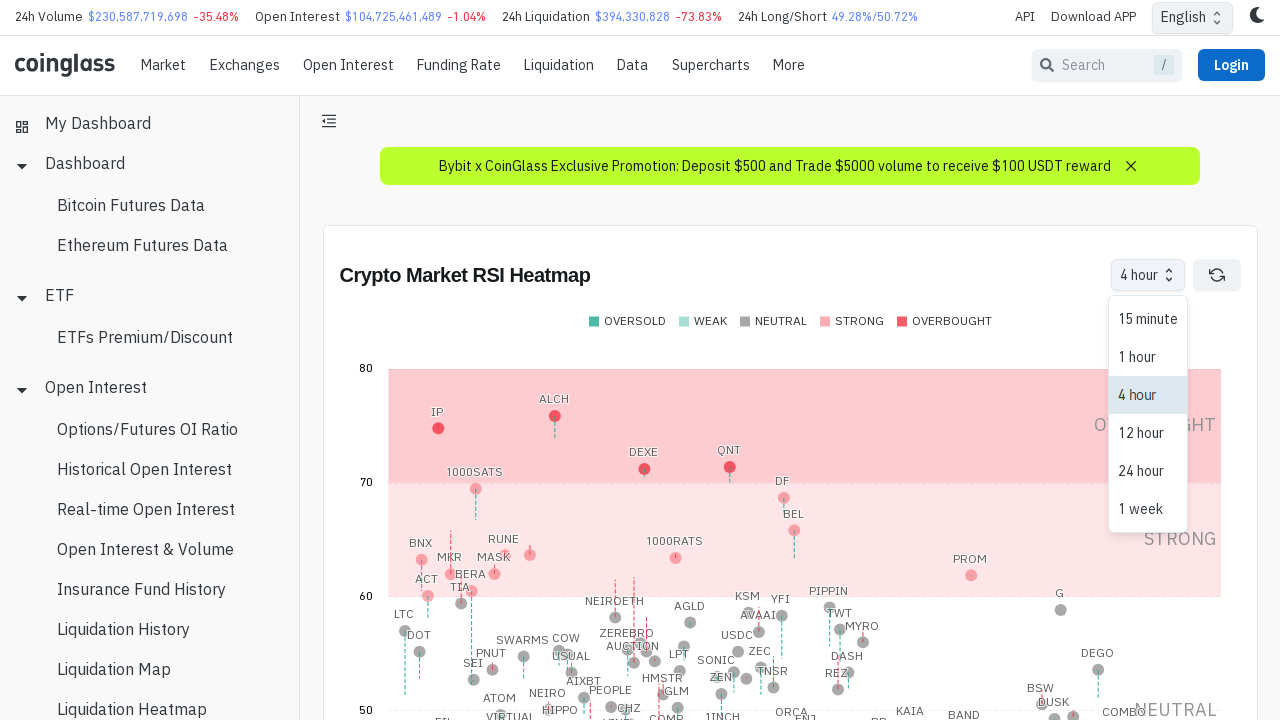 24h Volume $230,587,719,698 -35.48% Open Interest $104,725,461,489 -1.04% 24h Liquidation $394,330,828 -73.83% 24h Long/Short 49.28%/50.72% API Download APP English
coinglass Market Exchanges Open Interest Funding Rate Liquidation Data Supercharts More Search / Login
My Dashboard
Dashboard
Bitcoin Futures Data
Ethereum Futures Data
ETF
ETFs Premium/Discount
Open Interest
Options/Futures OI Ratio
Historical Open Interest
Real-time Open Interest
Open Interest & Volume
Insurance Fund History
Liquidation History
Liquidation Map
Liquidation Heatmap
Bybit x CoinGlass Exclusive Promotion: Deposit $500 and Trade $5000 volume to receive $100 USDT reward
Crypto Market RSI Heatmap
4 hour
15 minute
1 hour
4 hour
12 hour
24 hour
1 week
OVERSOLD WEAK NEUTRAL STRONG OVERBOUGHT
80
ALCH
IP
DEXE QNT
1000SATS
70
DF
BEL
STRONG
RUNE 1000RATS
BNX
MKR MASK PROM
BERA
ACT
TIA
60
NEIROETH KSM YFI PIPPIN G
AGLD
LTC AVAAI TWT
MYRO
DOT ZEREBRO USDC
SWARMS COW
AUCTION
PNUT USUAL LPT ZEC DASH DEGO
SEI SONIC
TNSR REZ
AIXBT HMSTR ZEN
NEIRO PEOPLE GLM BSW
ATOM
DUSK
HIPPO CHZ
50
VIRTUAL COMP 1INCH ORCA KAIA BAND COMBO
NEUTRAL